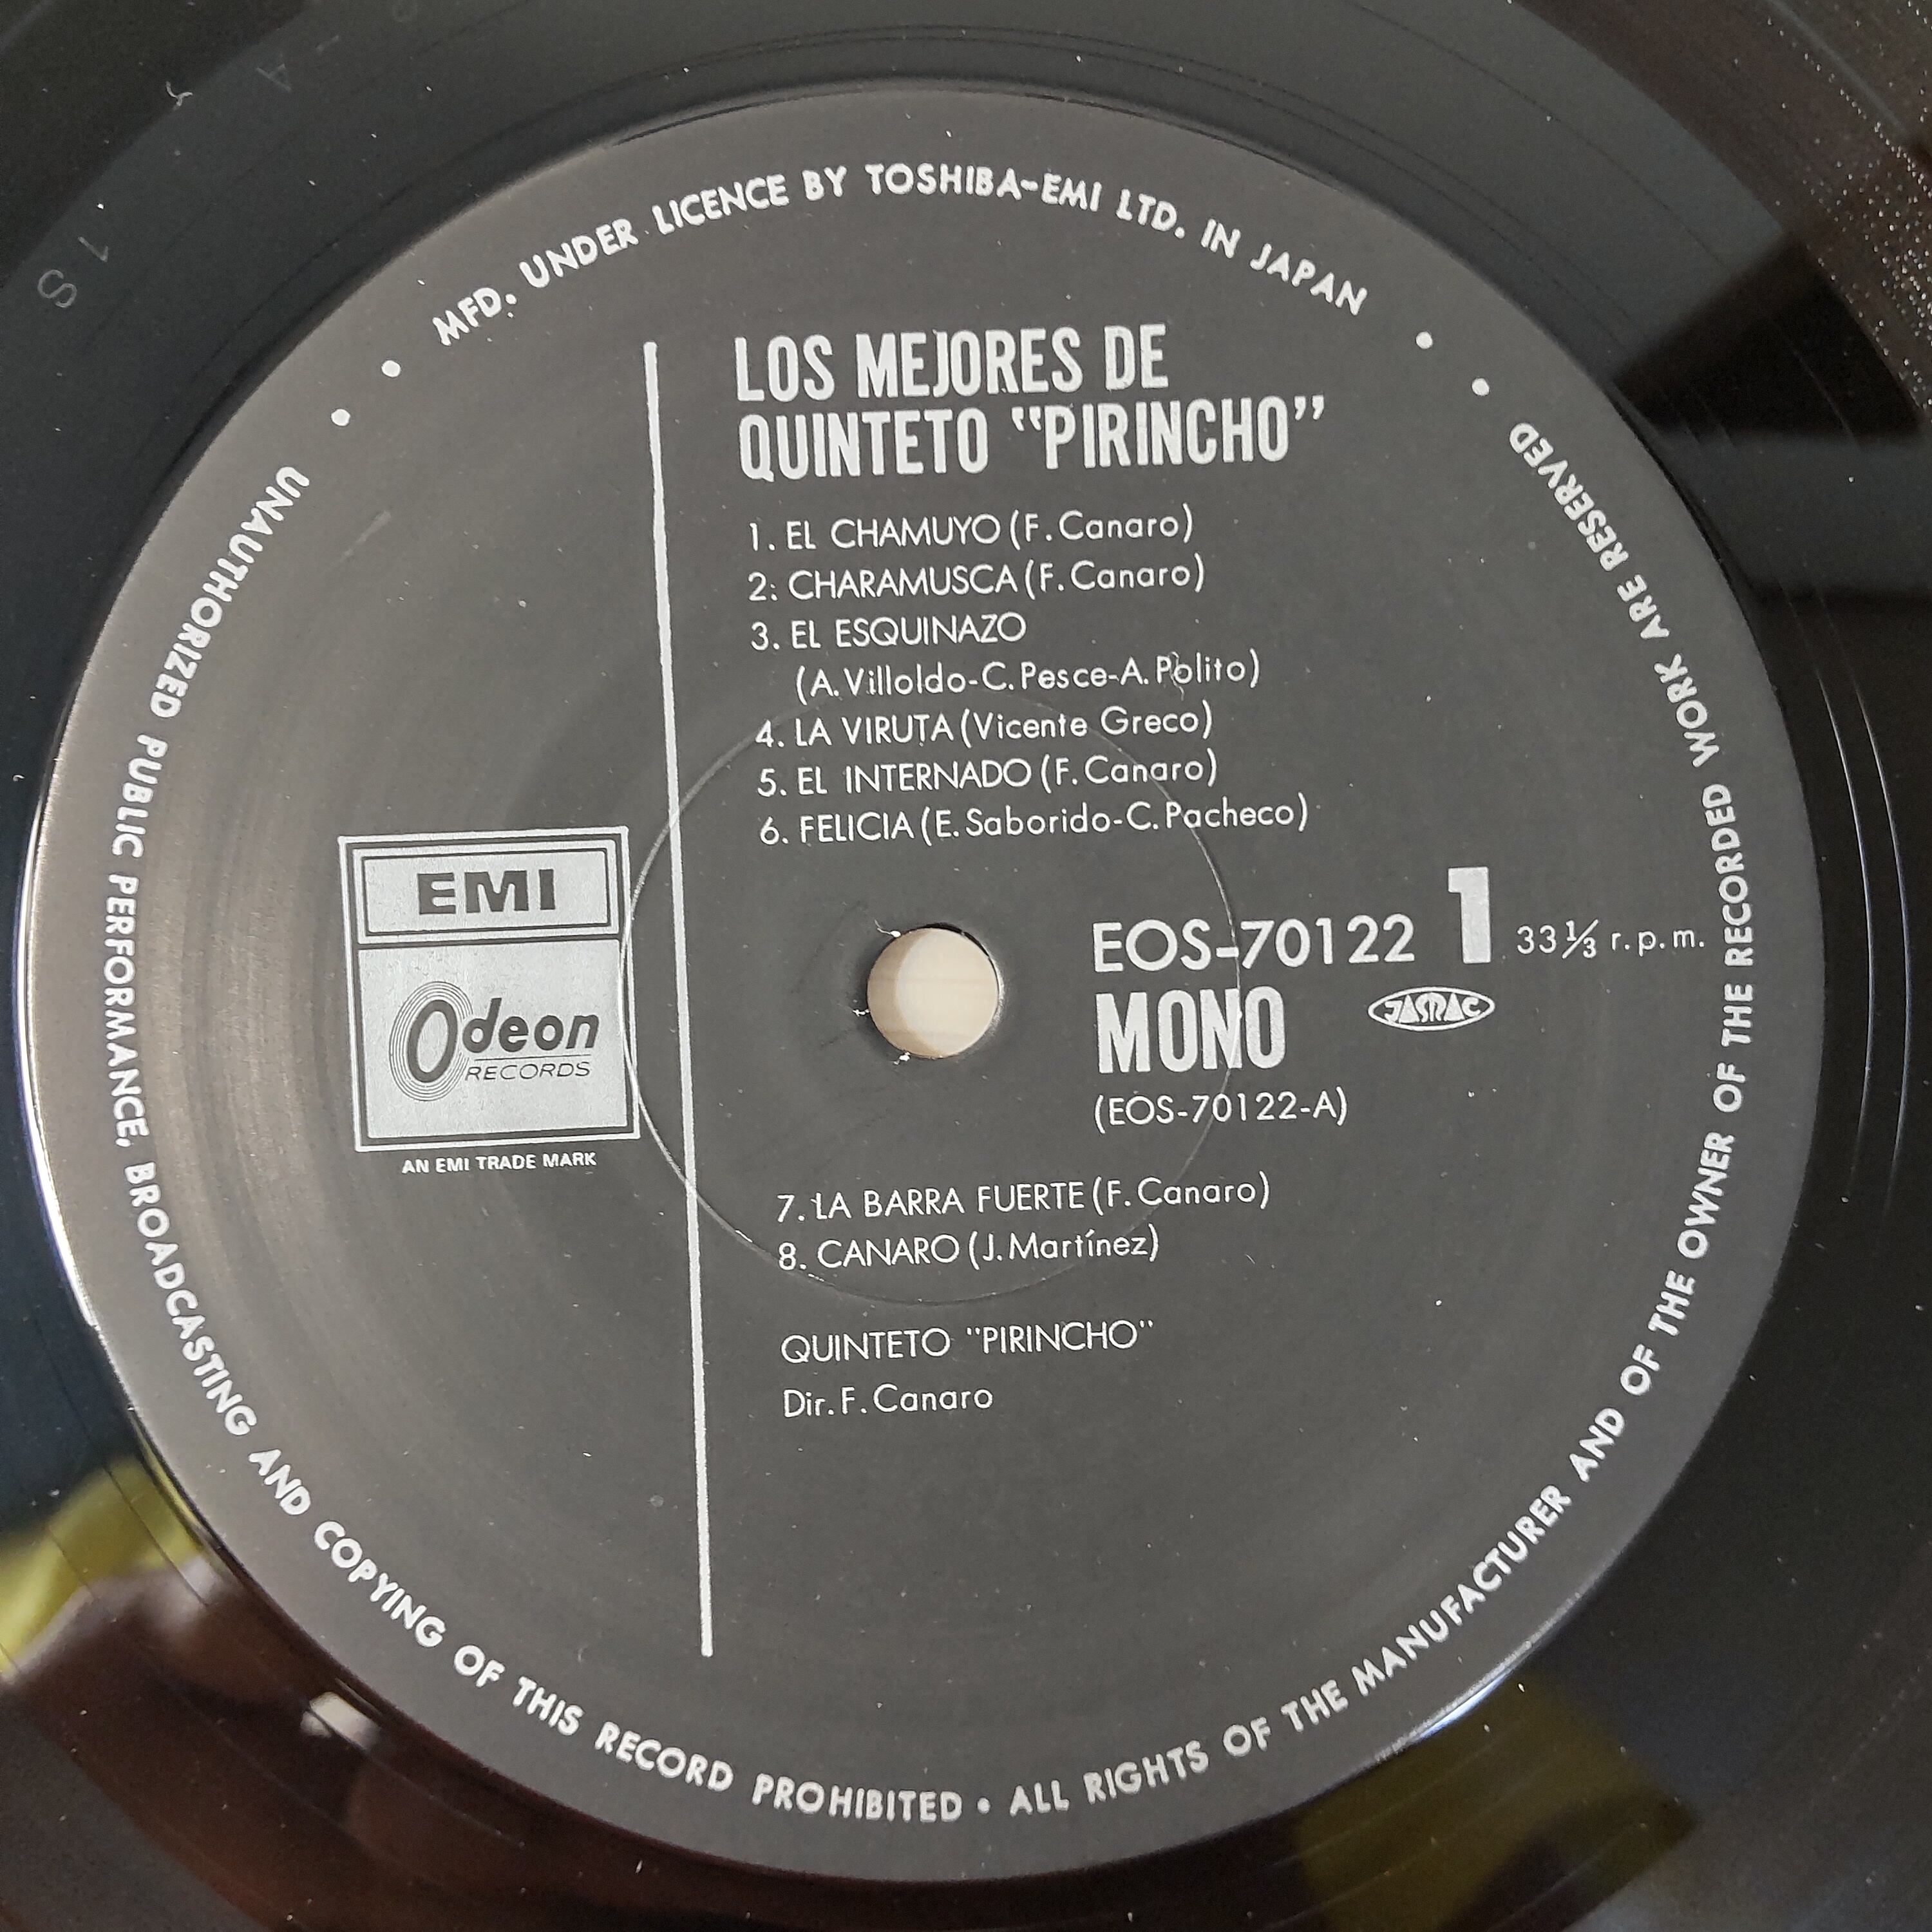 MFD. UNDER LICENCE BY TOSHIBA-EMI LTD. IN JAPAN
LOS MEJORES DE
QUINTETO "PIRINCHO"
1. EL CHAMUYO (F. Canaro)
2: CHARAMUSCA (F. Canaro)
3. EL ESQUINAZO
(A. Villoldo-C. Pesce-A. Polito)
4. LA VIRUTA (Vicente Greco)
5. EL INTERNADO (F. Canaro)
6. FELICIA (E. Saborido-C. Pacheco)
EMI
Odeon
RECORDS
AN EMI TRADE MARK
EOS-70122 1 33⅓ r.p.m.
MONO
JASRAC
(EOS-70122-A)
7. LA BARRA FUERTE (F. Canaro)
8. CANARO (J. Martínez)
QUINTETO "PIRINCHO"
Dir. F. Canaro
UNAUTHORIZED PUBLIC PERFORMANCE, BROADCASTING AND COPYING OF THIS RECORD PROHIBITED • ALL RIGHTS OF THE MANUFACTURER AND OF THE OWNER OF THE RECORDED WORK ARE RESERVED
1S